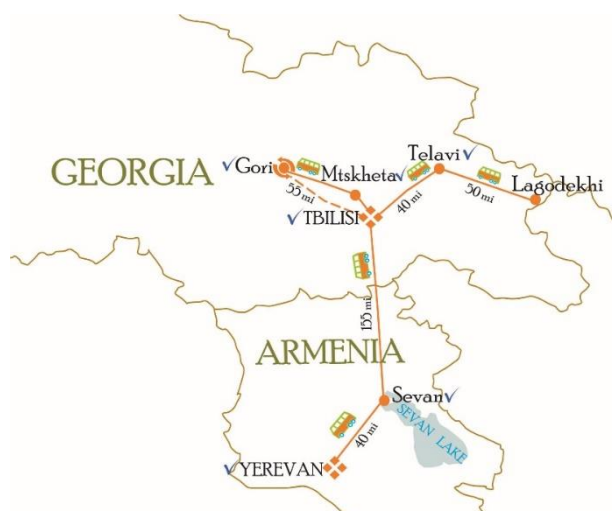 GEORGIA
Gori
Mtskheta
Telavi
Lagodekhi
55 mi
TBILISI
40 mi
50 mi
155 mi
ARMENIA
Sevan
SEVAN LAKE
40 mi
YEREVAN